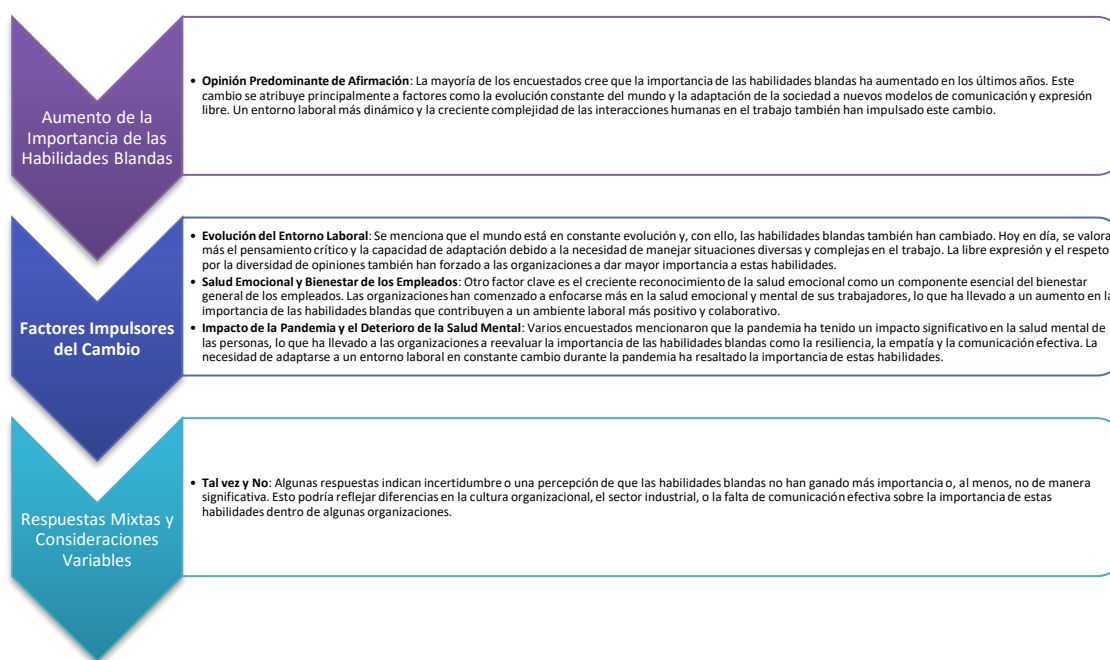 Aumento de la
Importancia de las
Habilidades Blandas
• Opinión Predominante de Afirmación: La mayoría de los encuestados cree que la importancia de las habilidades blandas ha aumentado en los últimos años. Este
cambio se atribuye principalmente a factores como la evolución constante del mundo y la adaptación de la sociedad a nuevos modelos de comunicación y expresión
libre. Un entorno laboral más dinámico y la creciente complejidad de las interacciones humanas en el trabajo también han impulsado este cambio.
Factores Impulsores
del Cambio
• Evolución del Entorno Laboral: Se menciona que el mundo está en constante evolución y, con ello, las habilidades blandas también han cambiado. Hoy en día, se valora
más el pensamiento crítico y la capacidad de adaptación debido a la necesidad de manejar situaciones diversas y complejas en el trabajo. La libre expresión y el respeto
por la diversidad de opiniones también han forzado a las organizaciones a dar mayor importancia a estas habilidades.
• Salud Emocional y Bienestar de los Empleados: Otro factor clave es el creciente reconocimiento de la salud emocional como un componente esencial del bienestar
general de los empleados. Las organizaciones han comenzado a enfocarse más en la salud emocional y mental de sus trabajadores, lo que ha llevado a un aumento en la
importancia de las habilidades blandas que contribuyen a un ambiente laboral más positivo y colaborativo.
• Impacto de la Pandemia y el Deterioro de la Salud Mental: Varios encuestados mencionaron que la pandemia ha tenido un impacto significativo en la salud mental de
las personas, lo que ha llevado a las organizaciones a reevaluar la importancia de las habilidades blandas como la resiliencia, la empatía y la comunicación efectiva. La
necesidad de adaptarse a un entorno laboral en constante cambio durante la pandemia ha resaltado la importancia de estas habilidades.
Respuestas Mixtas y
Consideraciones
Variables
• Tal vez y No: Algunas respuestas indican incertidumbre o una percepción de que las habilidades blandas no han ganado más importancia o, al menos, no de manera
significativa. Esto podría reflejar diferencias en la cultura organizacional, el sector industrial, o la falta de comunicación efectiva sobre la importancia de estas
habilidades dentro de algunas organizaciones.